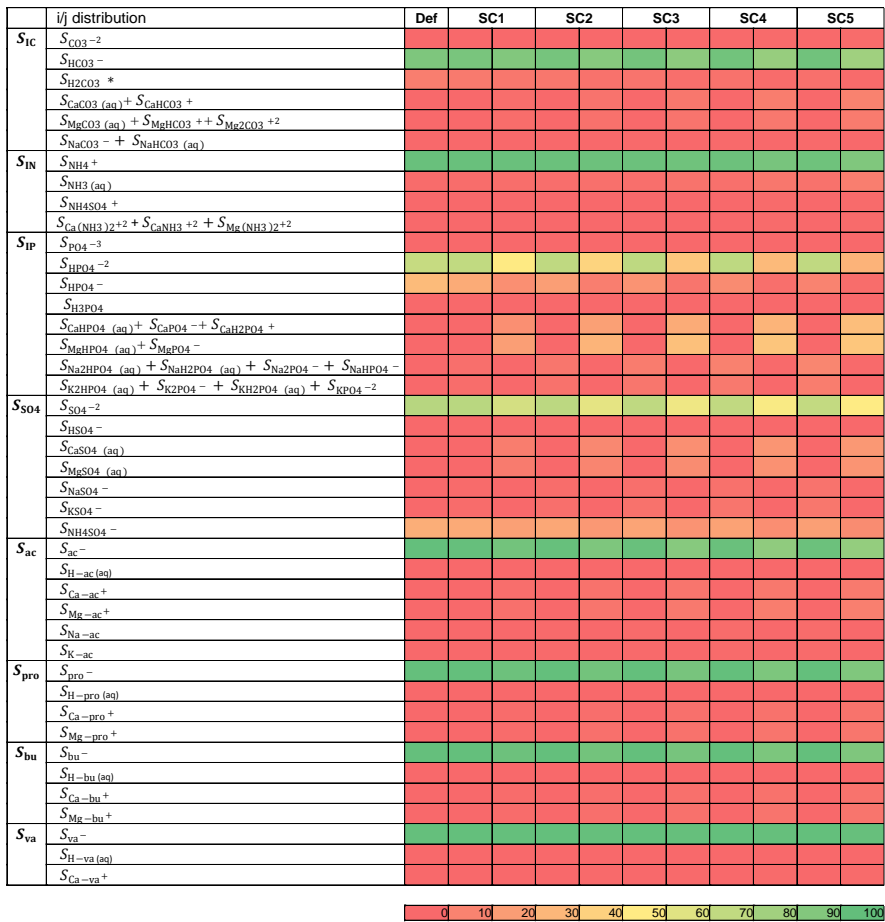 i/j distribution Def SC1 SC2 SC3 SC4 SC5
S_IC S_CO3 −2
S_HCO3 −
S_H2CO3 *
S_CaCO3 (aq) + S_CaHCO3 +
S_MgCO3 (aq) + S_MgHCO3 + + S_Mg2CO3 +2
S_NaCO3 − + S_NaHCO3 (aq)
S_IN S_NH4 +
S_NH3 (aq)
S_NH4SO4 +
S_Ca(NH3)2 +2 + S_CaNH3 +2 + S_Mg(NH3)2 +2
S_IP S_PO4 −3
S_HPO4 −2
S_HPO4 −
S_H3PO4
S_CaHPO4 (aq) + S_CaPO4 − + S_CaH2PO4 +
S_MgHPO4 (aq) + S_MgPO4 −
S_Na2HPO4 (aq) + S_NaH2PO4 (aq) + S_Na2PO4 − + S_NaHPO4 −
S_K2HPO4 (aq) + S_K2PO4 − + S_KH2PO4 (aq) + S_KPO4 −2
S_SO4 S_SO4 −2
S_HSO4 −
S_CaSO4 (aq)
S_MgSO4 (aq)
S_NaSO4 −
S_KSO4 −
S_NH4SO4 −
S_ac S_ac −
S_H−ac (aq)
S_Ca−ac +
S_Mg−ac +
S_Na−ac
S_K−ac
S_pro S_pro −
S_H−pro (aq)
S_Ca−pro +
S_Mg−pro +
S_bu S_bu −
S_H−bu (aq)
S_Ca−bu +
S_Mg−bu +
S_va S_va −
S_H−va (aq)
S_Ca−va +
0 10 20 30 40 50 60 70 80 90 100